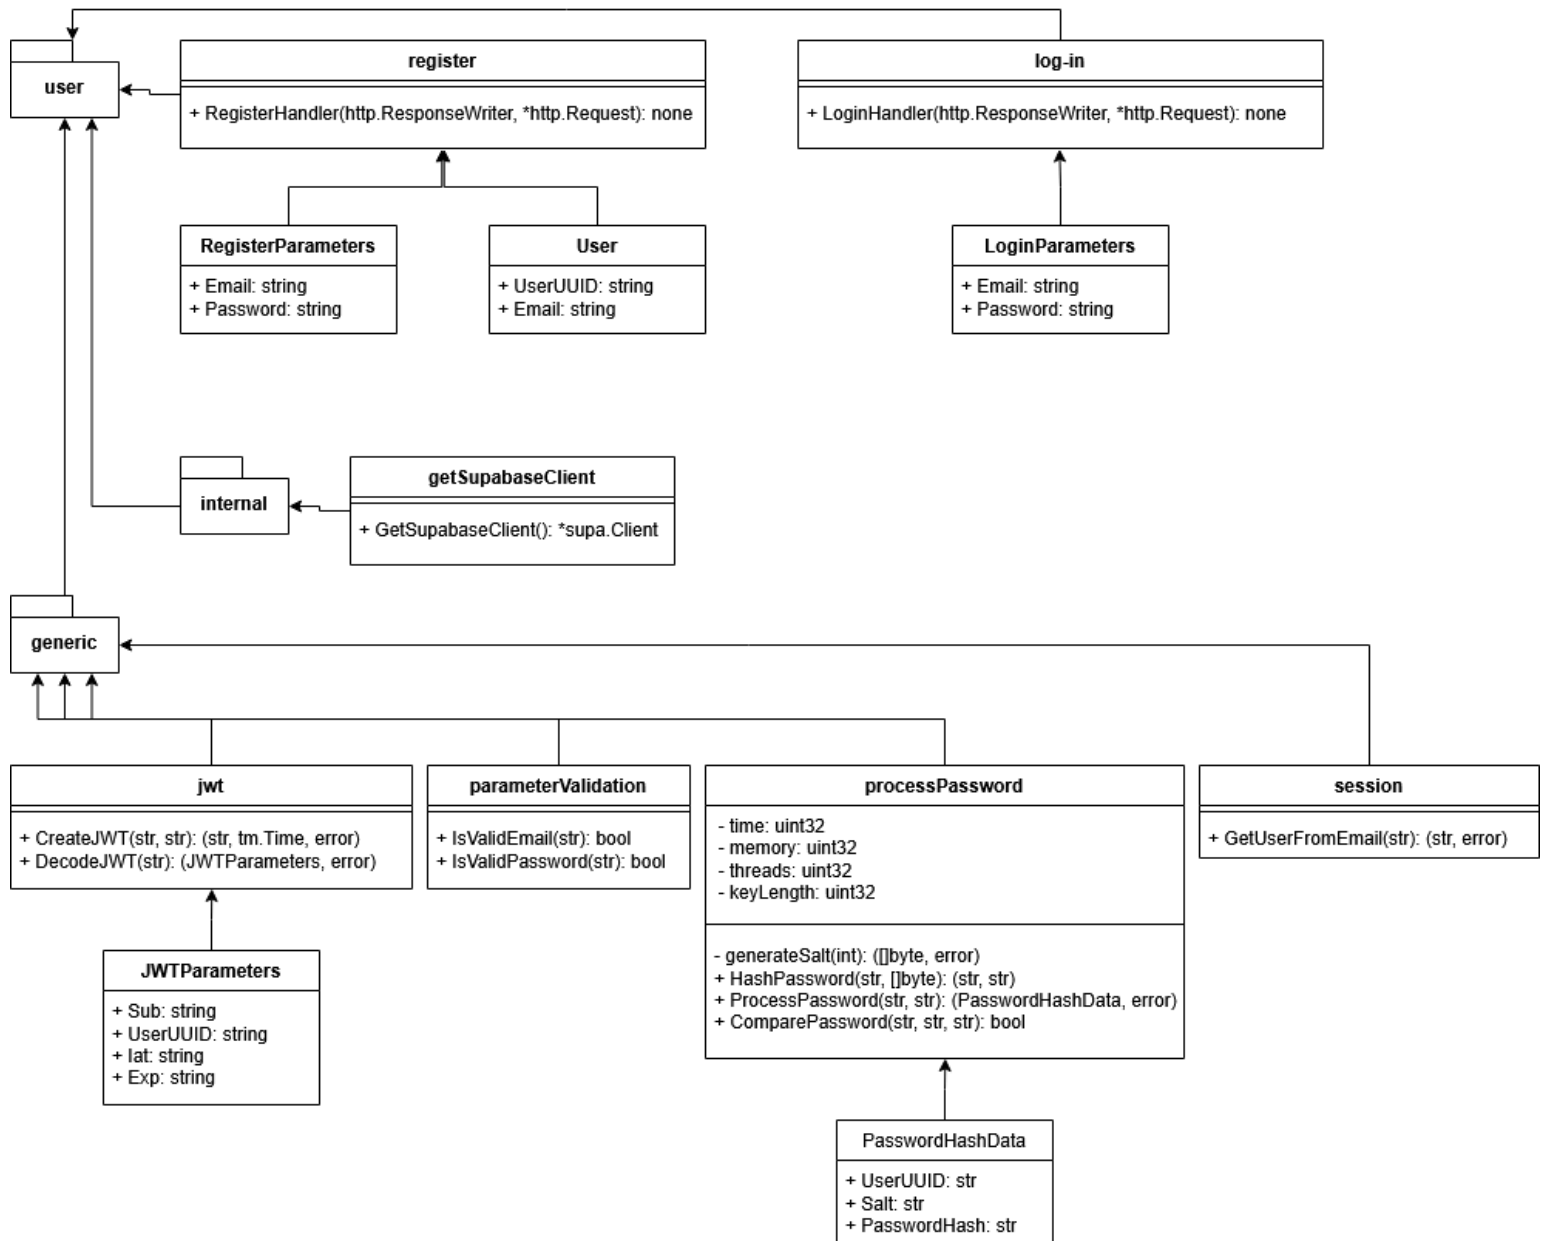 user
register
+ RegisterHandler(http.ResponseWriter, *http.Request): none
log-in
+ LoginHandler(http.ResponseWriter, *http.Request): none
RegisterParameters
+ Email: string
+ Password: string
User
+ UserUUID: string
+ Email: string
LoginParameters
+ Email: string
+ Password: string
internal
getSupabaseClient
+ GetSupabaseClient(): *supa.Client
generic
jwt
+ CreateJWT(str, str): (str, tm.Time, error)
+ DecodeJWT(str): (JWTParameters, error)
parameterValidation
+ IsValidEmail(str): bool
+ IsValidPassword(str): bool
processPassword
- time: uint32
- memory: uint32
- threads: uint32
- keyLength: uint32
- generateSalt(int): ([]byte, error)
+ HashPassword(str, []byte): (str, str)
+ ProcessPassword(str, str): (PasswordHashData, error)
+ ComparePassword(str, str, str): bool
session
+ GetUserFromEmail(str): (str, error)
JWTParameters
+ Sub: string
+ UserUUID: string
+ Iat: string
+ Exp: string
PasswordHashData
+ UserUUID: str
+ Salt: str
+ PasswordHash: str